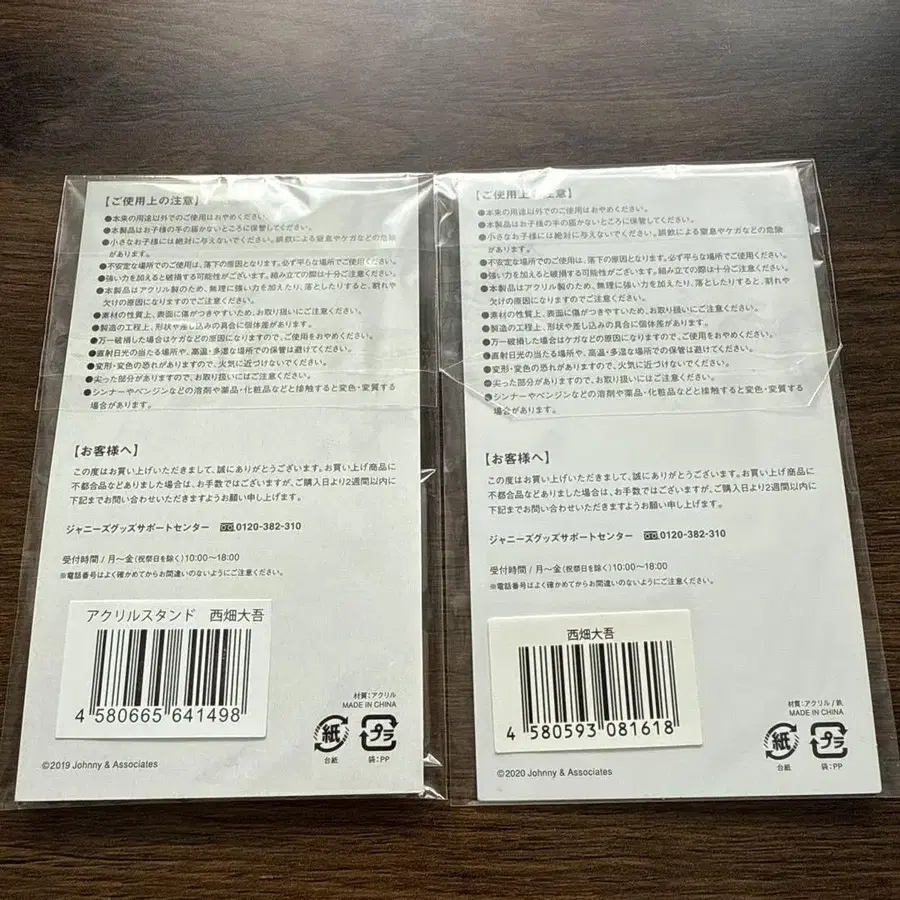 【ご使用上の注意】
●本来の用途以外でのご使用はおやめください。
●本製品はお子様の手の届かないところに保管してください。
●小さなお子様には絶対に与えないでください。誤飲による窒息やケガなどの危険
があります。
●不安定な場所でのご使用は、落下の原因となります。必ず平らな場所でご使用ください。
●強い力を加えると破損する可能性がございます。組み立ての際は十分ご注意ください。
●本製品はアクリル製のため、無理に強い力を加えたり、落としたりすると、割れや
欠けの原因になりますのでご注意ください。
●素材の性質上、表面に傷がつきやすいため、お取り扱いにご注意ください。
●製造の工程上、形状や差し込みの具合に個体差があります。
●万一破損した場合はケガなどの原因になりますので、ご使用をおやめください。
●直射日光の当たる場所や、高温・多湿な場所での保管は避けてください。
●変形・変色の恐れがありますので、火気に近づけないでください。
●尖った部分がありますので、お取り扱いにはご注意ください。
●シンナーやベンジンなどの溶剤や薬品・化粧品などと接触すると変色・変質する
場合があります。
【お客様へ】
この度はお買い上げいただきまして、誠にありがとうございます。お買い上げ商品に
不都合品などありました場合は、お手数ではございますが、ご購入日より2週間以内に
下記までお問い合わせいただきますようお願い申し上げます。
ジャニーズグッズサポートセンター 0120-382-310
受付時間 / 月〜金(祝祭日を除く)10:00〜18:00
※電話番号はよく確かめてからお間違いのないようにご注意ください。
アクリルスタンド 西畑大吾
4 580665 641498
材質:アクリル
MADE IN CHINA
紙
台紙
プラ
袋:PP
©2019 Johnny & Associates
【ご使用上の注意】
●本来の用途以外でのご使用はおやめください。
●本製品はお子様の手の届かないところに保管してください。
●小さなお子様には絶対に与えないでください。誤飲による窒息やケガなどの危険
があります。
●不安定な場所でのご使用は、落下の原因となります。必ず平らな場所でご使用ください。
●強い力を加えると破損する可能性がございます。組み立ての際は十分ご注意ください。
●本製品はアクリル製のため、無理に強い力を加えたり、落としたりすると、割れや
欠けの原因になりますのでご注意ください。
●素材の性質上、表面に傷がつきやすいため、お取り扱いにご注意ください。
●製造の工程上、形状や差し込みの具合に個体差があります。
●万一破損した場合はケガなどの原因になりますので、ご使用をおやめください。
●直射日光の当たる場所や、高温・多湿な場所での保管は避けてください。
●変形・変色の恐れがありますので、火気に近づけないでください。
●尖った部分がありますので、お取り扱いにはご注意ください。
●シンナーやベンジンなどの溶剤や薬品・化粧品などと接触すると変色・変質する
場合があります。
【お客様へ】
この度はお買い上げいただきまして、誠にありがとうございます。お買い上げ商品に
不都合品などありました場合は、お手数ではございますが、ご購入日より2週間以内に
下記までお問い合わせいただきますようお願い申し上げます。
ジャニーズグッズサポートセンター 0120-382-310
受付時間 / 月〜金(祝祭日を除く)10:00〜18:00
※電話番号はよく確かめてからお間違いのないようにご注意ください。
西畑大吾
4 580593 081618
材質:アクリル / 鉄
MADE IN CHINA
紙
台紙
プラ
袋:PP
©2020 Johnny & Associates